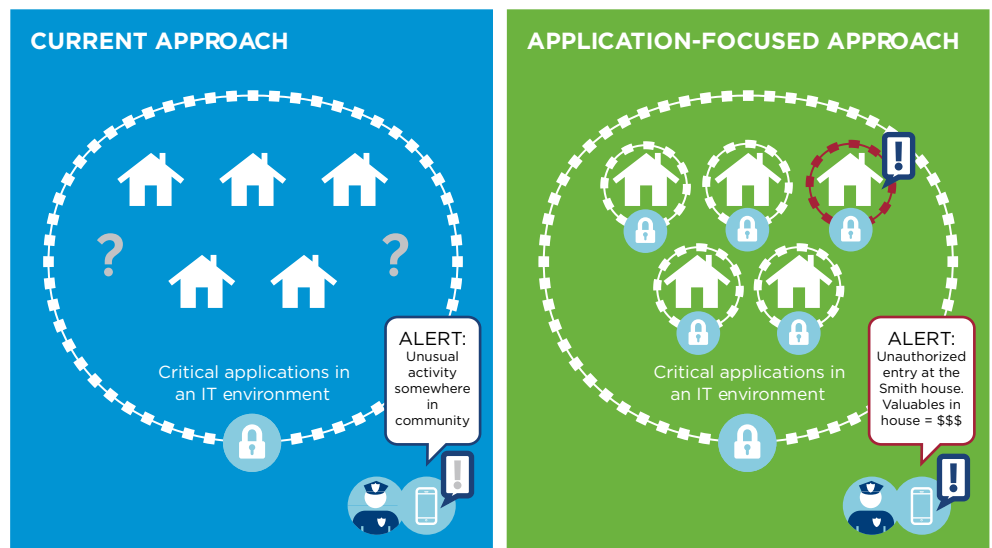 CURRENT APPROACH
?
?
Critical applications in
an IT environment
ALERT:
Unusual
activity
somewhere
in
community
!
APPLICATION-FOCUSED APPROACH
!
Critical applications in
an IT environment
ALERT:
Unauthorized
entry at the
Smith house.
Valuables in
house = $$$
!